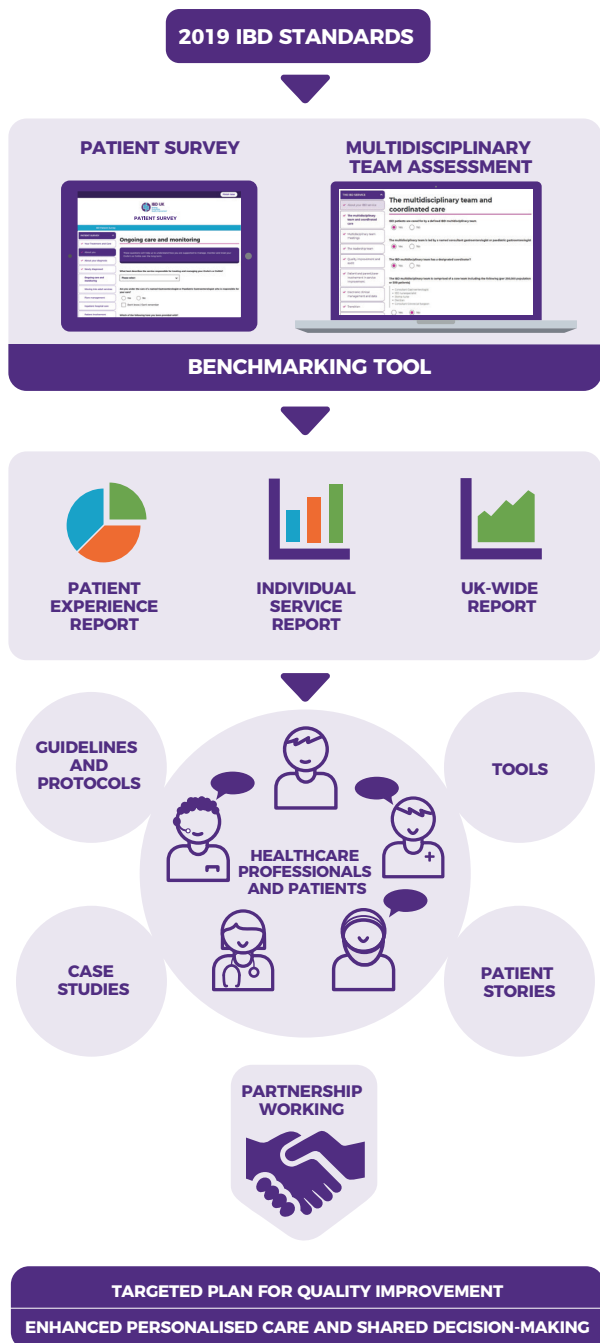 2019 IBD STANDARDS
PATIENT SURVEY
MULTIDISCIPLINARY
TEAM ASSESSMENT
IBD UK
PATIENT SURVEY
Ongoing care and monitoring
The multidisciplinary team and
coordinated care
BENCHMARKING TOOL
PATIENT
EXPERIENCE
REPORT
INDIVIDUAL
SERVICE
REPORT
UK-WIDE
REPORT
GUIDELINES
AND
PROTOCOLS
TOOLS
HEALTHCARE
PROFESSIONALS
AND PATIENTS
CASE
STUDIES
PATIENT
STORIES
PARTNERSHIP
WORKING
TARGETED PLAN FOR QUALITY IMPROVEMENT
ENHANCED PERSONALISED CARE AND SHARED DECISION-MAKING